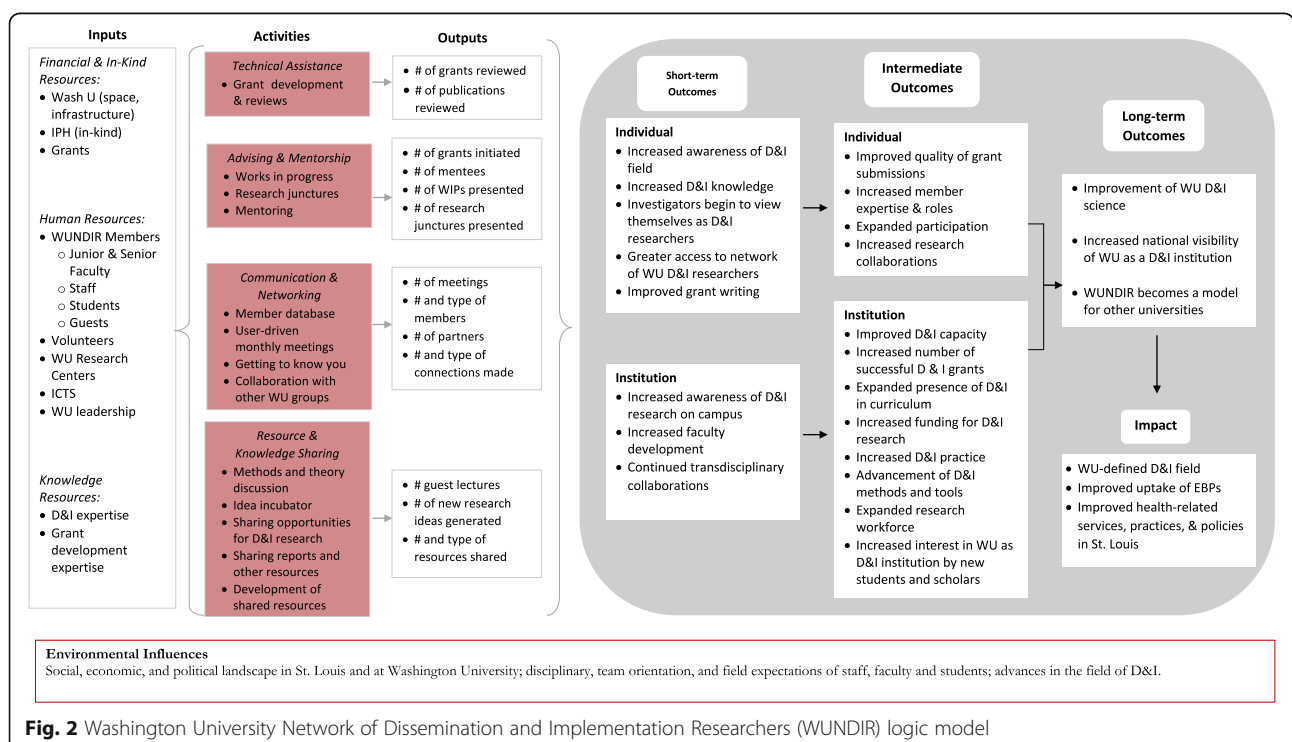 Inputs
Financial & In-Kind
Resources:
• Wash U (space,
infrastructure)
• IPH (in-kind)
• Grants
Human Resources:
• WUNDIR Members
o Junior & Senior
Faculty
o Staff
o Students
o Guests
• Volunteers
• WU Research
Centers
• ICTS
• WU leadership
Knowledge
Resources:
• D&I expertise
• Grant
development
expertise
Activities
Technical Assistance
• Grant development
& reviews
Advising & Mentorship
• Works in progress
• Research junctures
• Mentoring
Communication &
Networking
• Member database
• User-driven
monthly meetings
• Getting to know you
• Collaboration with
other WU groups
Resource &
Knowledge Sharing
• Methods and theory
discussion
• Idea incubator
• Sharing opportunities
for D&I research
• Sharing reports and
other resources
• Development of
shared resources
Outputs
• # of grants reviewed
• # of publications
reviewed
• # of grants initiated
• # of mentees
• # of WIPs presented
• # of research
junctures presented
• # of meetings
• # and type of
members
• # of partners
• # and type of
connections made
• # guest lectures
• # of new research
ideas generated
• # and type of
resources shared
Short-term
Outcomes
Individual
• Increased awareness of D&I
field
• Increased D&I knowledge
• Investigators begin to view
themselves as D&I
researchers
• Greater access to network
of WU D&I researchers
• Improved grant writing
Institution
• Increased awareness of D&I
research on campus
• Increased faculty
development
• Continued transdisciplinary
collaborations
Intermediate
Outcomes
Individual
• Improved quality of grant
submissions
• Increased member
expertise & roles
• Expanded participation
• Increased research
collaborations
Institution
• Improved D&I capacity
• Increased number of
successful D & I grants
• Expanded presence of D&I
in curriculum
• Increased funding for D&I
research
• Increased D&I practice
• Advancement of D&I
methods and tools
• Expanded research
workforce
• Increased interest in WU as
D&I institution by new
students and scholars
Long-term
Outcomes
• Improvement of WU D&I
science
• Increased national visibility
of WU as a D&I institution
• WUNDIR becomes a model
for other universities
Impact
• WU-defined D&I field
• Improved uptake of EBPs
• Improved health-related
services, practices, & policies
in St. Louis
Environmental Influences
Social, economic, and political landscape in St. Louis and at Washington University; disciplinary, team orientation, and field expectations of staff, faculty and students; advances in the field of D&I.
Fig. 2 Washington University Network of Dissemination and Implementation Researchers (WUNDIR) logic model